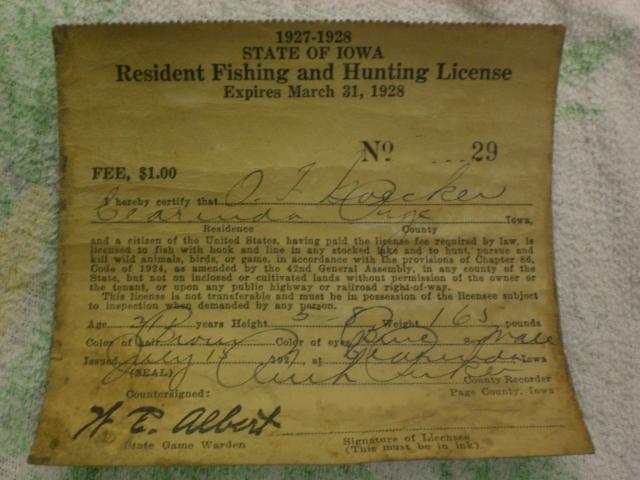 1927-1928
STATE OF IOWA
Resident Fishing and Hunting License
Expires March 31, 1928
No ....29
FEE, $1.00
I hereby certify that O. F.
Clarinda Page Iowa,
Residence County
and a citizen of the United States, having paid the license fee required by law, is
licensed to fish with hook and line in any stocked lake and to hunt, pursue and
kill wild animals, birds, or game, in accordance with the provisions of Chapter 86,
Code of 1924, as amended by the 42nd General Assembly, in any county of the
State, but not on inclosed or cultivated lands without permission of the owner or
the tenant, or upon any public highway or railroad right-of-way.
This license is not transferable and must be in possession of the licensee subject
to inspection when demanded by any person.
Age years Height 5-8 Weight 165 pounds
Color of hair Brown Color of eyes Blue Sex Male
Issued July 192 at Clarinda Iowa
(SEAL) County Recorder
Countersigned: Page County, Iowa
W. E. Albert
State Game Warden Signature of Licensee
(This must be in ink)